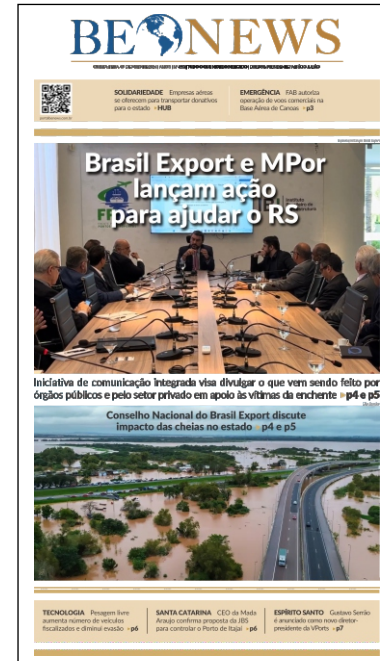 BE NEWS
SOLIDARIEDADE Empresas aéreas
se oferecem para transportar donativos
para o estado HUB
EMERGÊNCIA FAB autoriza
operação de voos comerciais na
Base Aérea de Canoas p3
Brasil Export e MPor
lançam ação
para ajudar o RS
Iniciativa de comunicação integrada visa divulgar o que vem sendo feito por
órgãos públicos e pelo setor privado em apoio às vítimas da enchente p4 e p5
Conselho Nacional do Brasil Export discute
impacto das cheias no estado p4 e p5
TECNOLOGIA Pesagem livre
aumenta número de veículos
fiscalizados e diminui evasão p6
SANTA CATARINA CEO da Mada
Araujo confirma proposta da JBS
para controlar o Porto de Itajaí p6
ESPÍRITO SANTO Gustavo Serrão
é anunciado como novo diretor-
presidente da VPorts p7